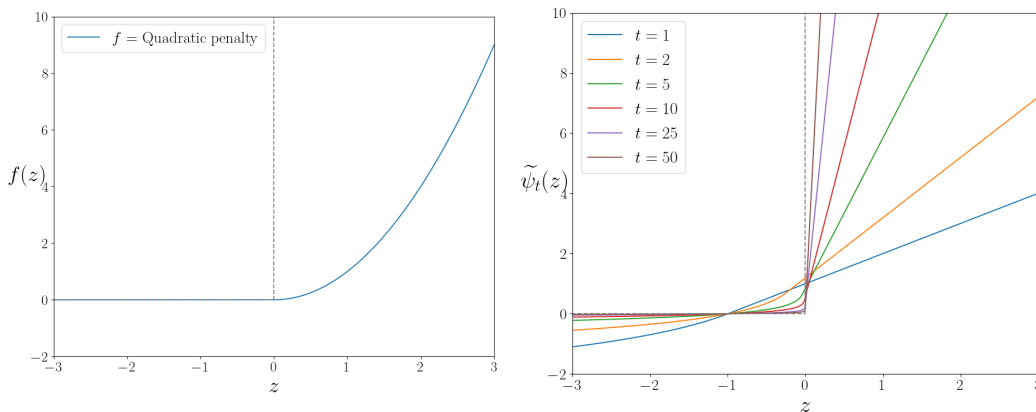 10
8
6
4
2
0
−2
f(z)
f = Quadratic penalty
−3 −2 −1 0 1 2 3
z
10
8
6
4
2
0
−2
ψ̃ₜ(z)
t = 1
t = 2
t = 5
t = 10
t = 25
t = 50
−3 −2 −1 0 1 2 3
z